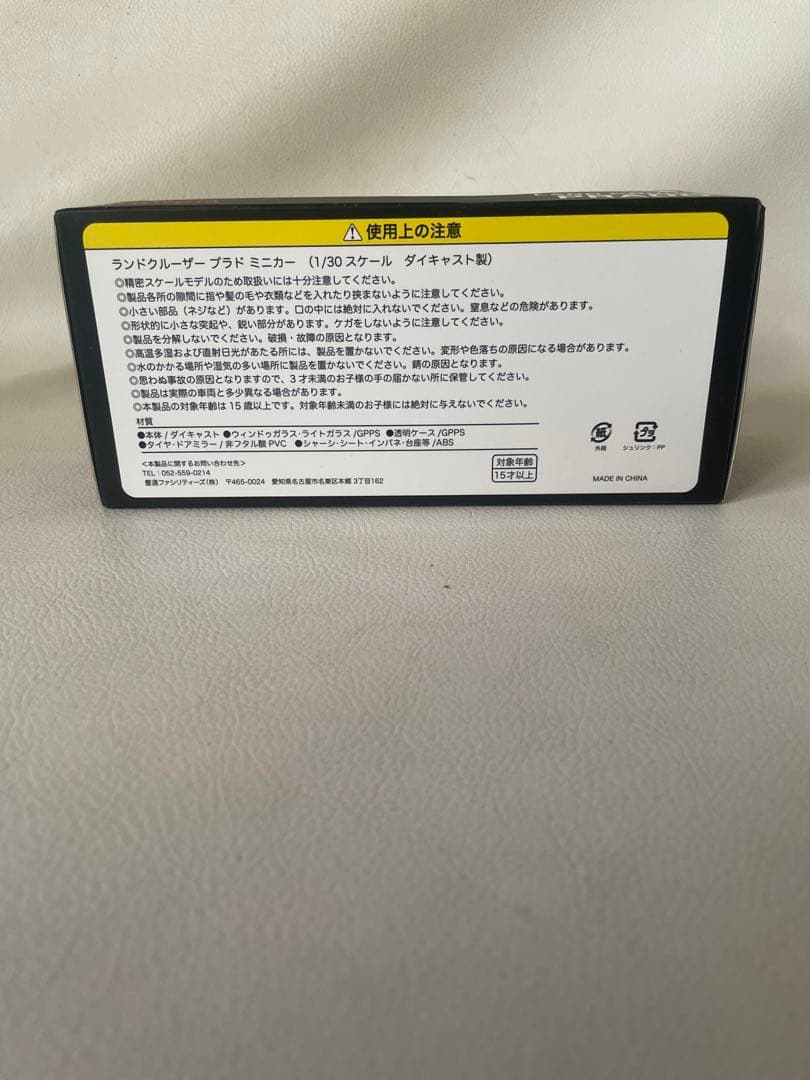 ⚠ 使用上の注意
ランドクルーザー プラド ミニカー （1/30 スケール　ダイキャスト製）
◎精密スケールモデルのため取扱いには十分注意してください。
◎製品各所の隙間に指や髪の毛や衣類などを入れたり挟まないように注意してください。
◎小さい部品（ネジなど）があります。口の中には絶対に入れないでください。窒息などの危険があります。
◎形状的に小さな突起や、鋭い部分があります。ケガをしないように注意してください。
◎製品を分解しないでください。破損・故障の原因となります。
◎高温多湿および直射日光があたる所には、製品を置かないでください。変形や色落ちの原因になる場合があります。
◎水のかかる場所や湿気の多い場所に製品を置かないでください。錆の原因となります。
◎思わぬ事故の原因となりますので、3才未満のお子様の手の届かない所に保管してください。
◎製品は実際の車両と多少異なる場合があります。
◎本製品の対象年齢は15歳以上です。対象年齢未満のお子様には絶対に与えないでください。
材質
●本体/ダイキャスト ●ウィンドゥガラス・ライトガラス/GPPS ●透明ケース/GPPS
●タイヤ・ドアミラー/非フタル酸PVC ●シャーシ・シート・インパネ・台座等/ABS
＜本製品に関するお問い合わせ先＞
TEL：052-559-0214
豊通ファシリティーズ（株） 〒465-0024 愛知県名古屋市名東区本郷3丁目162
対象年齢
15才以上
紙
外箱
プラ
シュリンク：PP
MADE IN CHINA